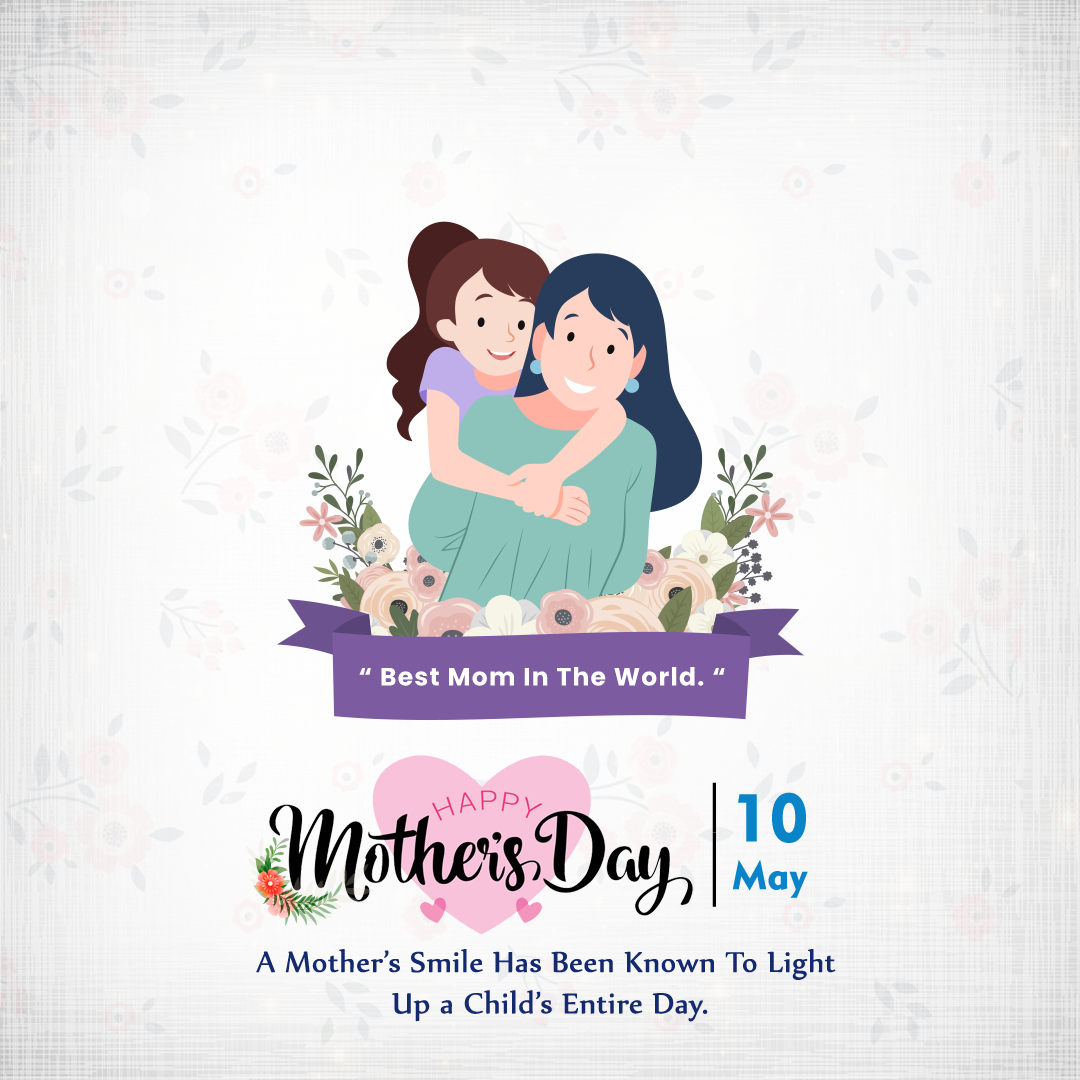 “ Best Mom In The World. “
HAPPY
Mother's Day
10
May
A Mother's Smile Has Been Known To Light
Up a Child's Entire Day.